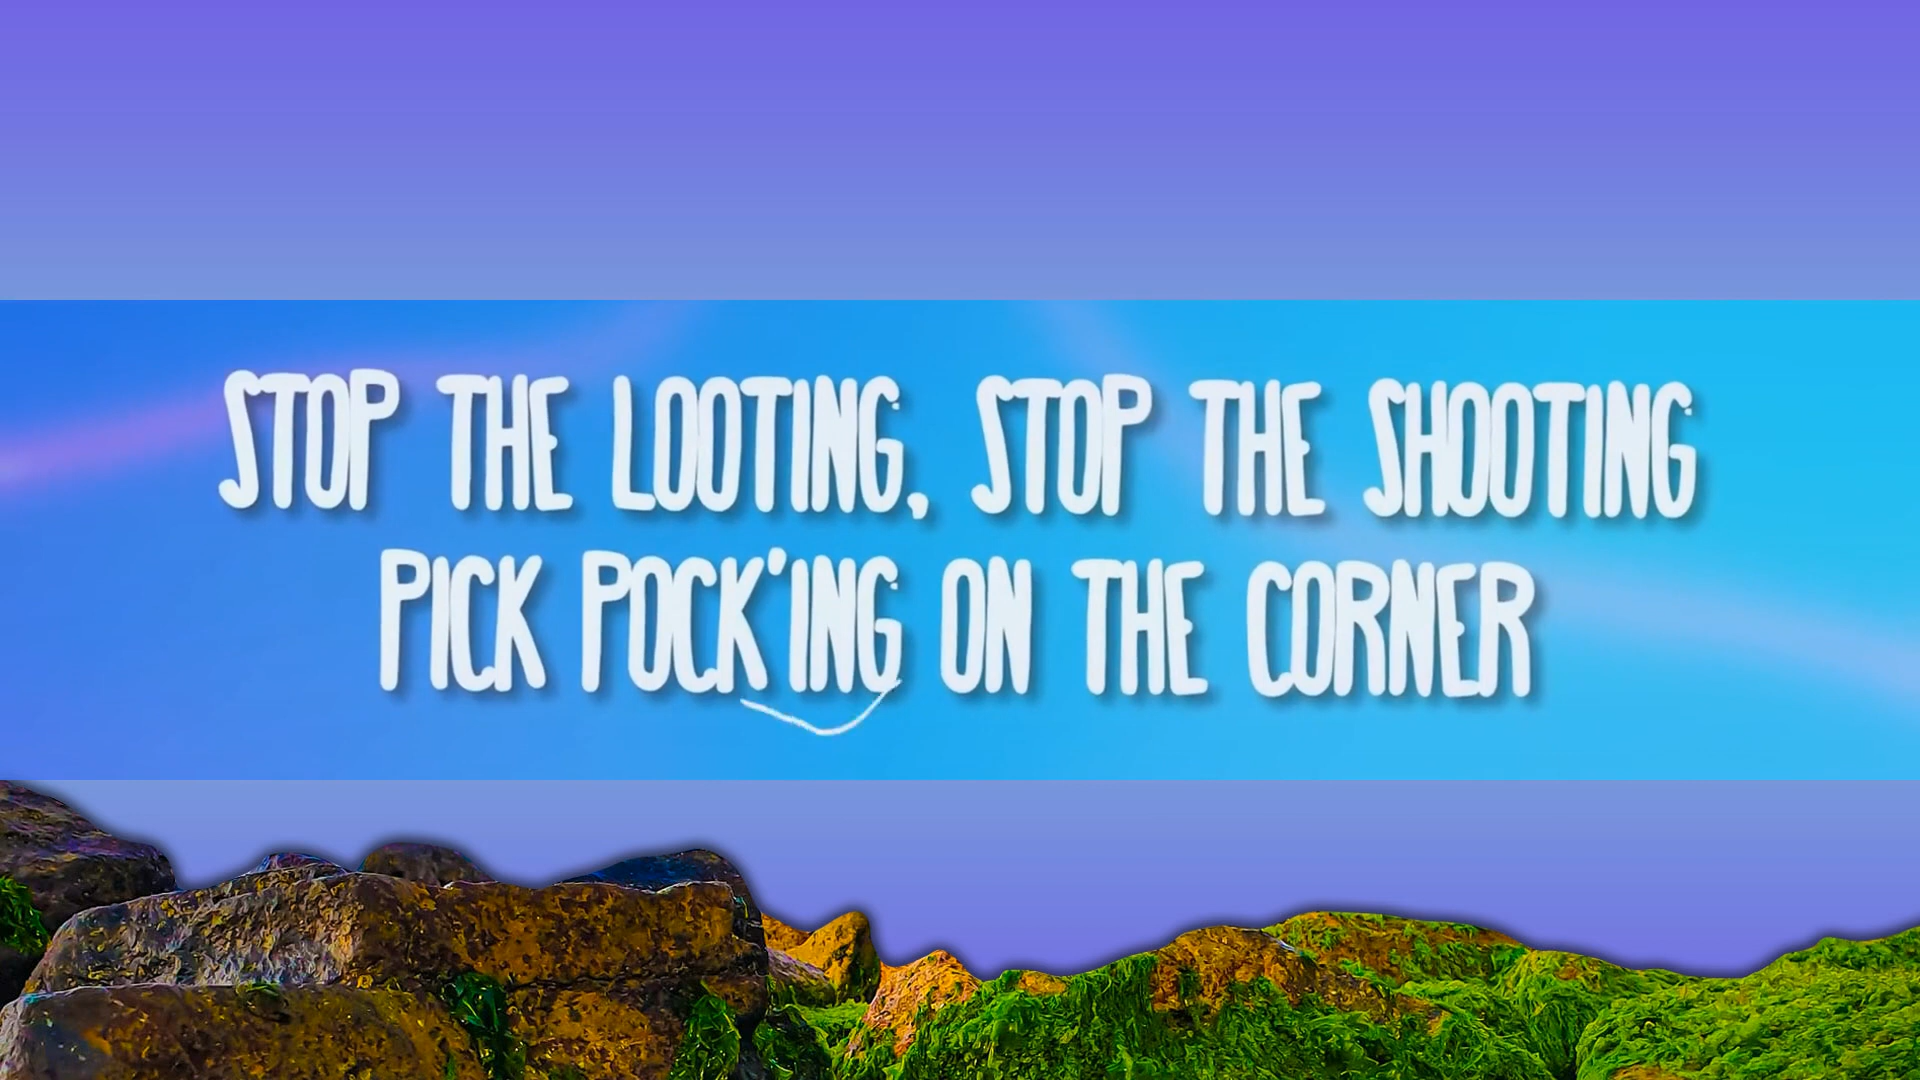 STOP THE LOOTING, STOP THE SHOOTING
PICK POCK'ING ON THE CORNER